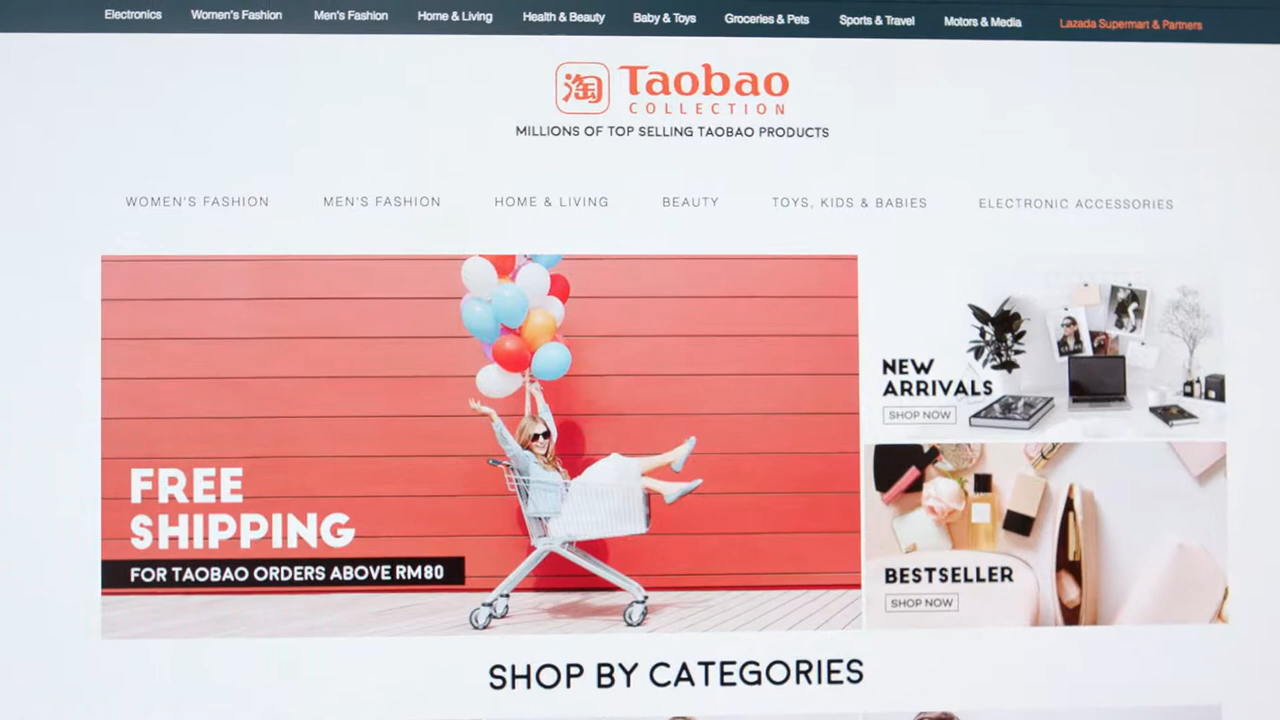 Electronics
Women's Fashion
Men's Fashion
Home & Living
Health & Beauty
Baby & Toys
Groceries & Pets
Sports & Travel
Motors & Media
Lazada Supermart & Partners
淘 Taobao
COLLECTION
MILLIONS OF TOP SELLING TAOBAO PRODUCTS
WOMEN'S FASHION
MEN'S FASHION
HOME & LIVING
BEAUTY
TOYS, KIDS & BABIES
ELECTRONIC ACCESSORIES
FREE
SHIPPING
FOR TAOBAO ORDERS ABOVE RM80
NEW
ARRIVALS
SHOP NOW
BESTSELLER
SHOP NOW
SHOP BY CATEGORIES